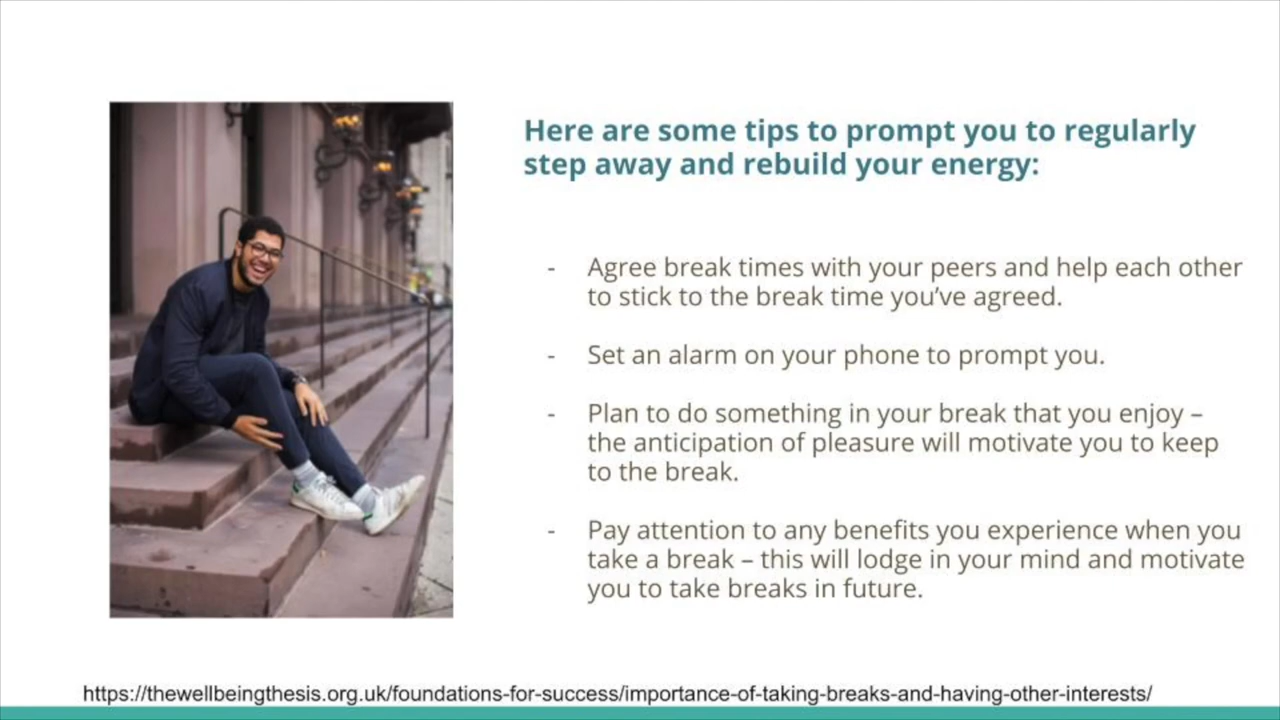 Here are some tips to prompt you to regularly
step away and rebuild your energy:
- Agree break times with your peers and help each other
to stick to the break time you’ve agreed.
- Set an alarm on your phone to prompt you.
- Plan to do something in your break that you enjoy –
the anticipation of pleasure will motivate you to keep
to the break.
- Pay attention to any benefits you experience when you
take a break – this will lodge in your mind and motivate
you to take breaks in future.
https://thewellbeingthesis.org.uk/foundations-for-success/importance-of-taking-breaks-and-having-other-interests/